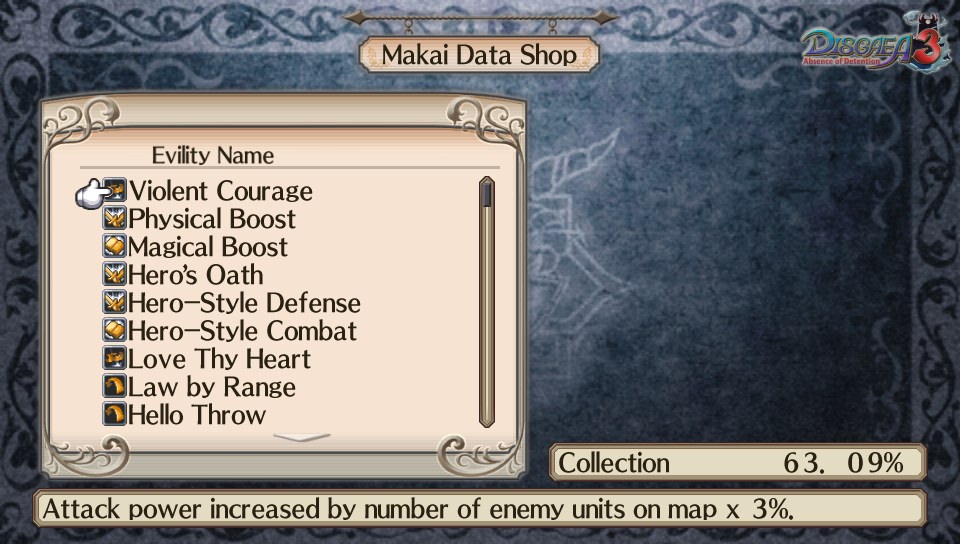 Makai Data Shop
DISGAEA 3
Absence of Detention
Evility Name
Violent Courage
Physical Boost
Magical Boost
Hero's Oath
Hero-Style Defense
Hero-Style Combat
Love Thy Heart
Law by Range
Hello Throw
Collection 63. 09%
Attack power increased by number of enemy units on map x 3%.